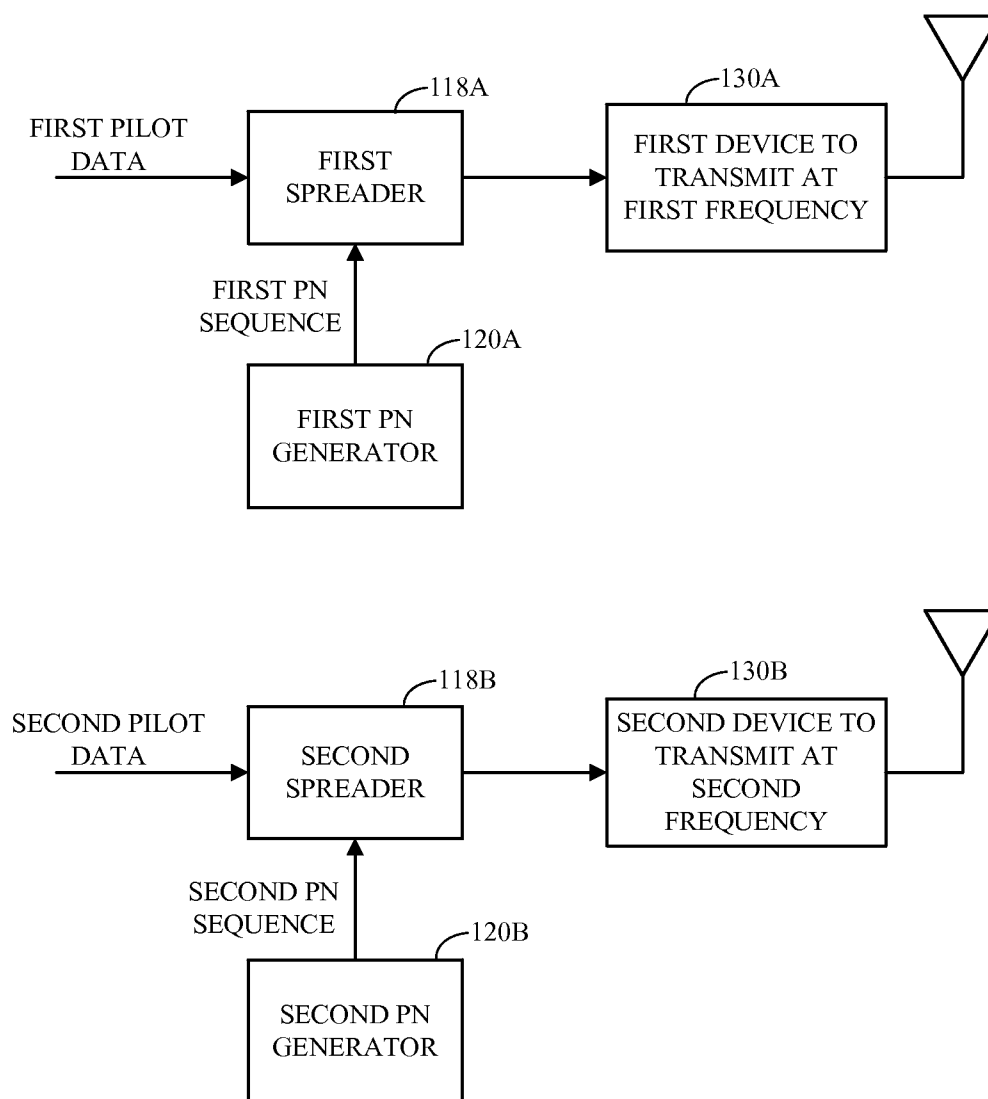 118A
130A
FIRST PILOT
DATA
FIRST
SPREADER
FIRST DEVICE TO
TRANSMIT AT
FIRST FREQUENCY
FIRST PN
SEQUENCE
120A
FIRST PN
GENERATOR
118B
130B
SECOND PILOT
DATA
SECOND
SPREADER
SECOND DEVICE TO
TRANSMIT AT
SECOND
FREQUENCY
SECOND PN
SEQUENCE
120B
SECOND PN
GENERATOR